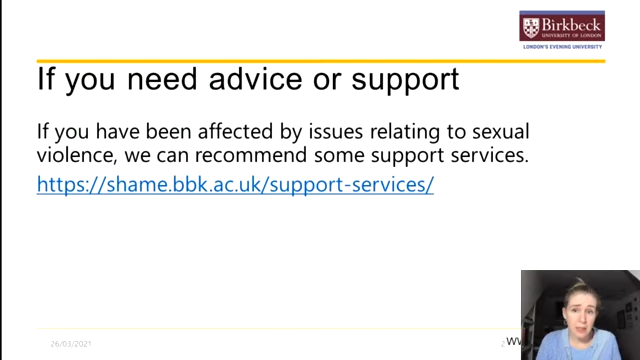 Birkbeck
UNIVERSITY OF LONDON
LONDON'S EVENING UNIVERSITY
If you need advice or support
If you have been affected by issues relating to sexual
violence, we can recommend some support services.
https://shame.bbk.ac.uk/support-services/
26/03/2021
2